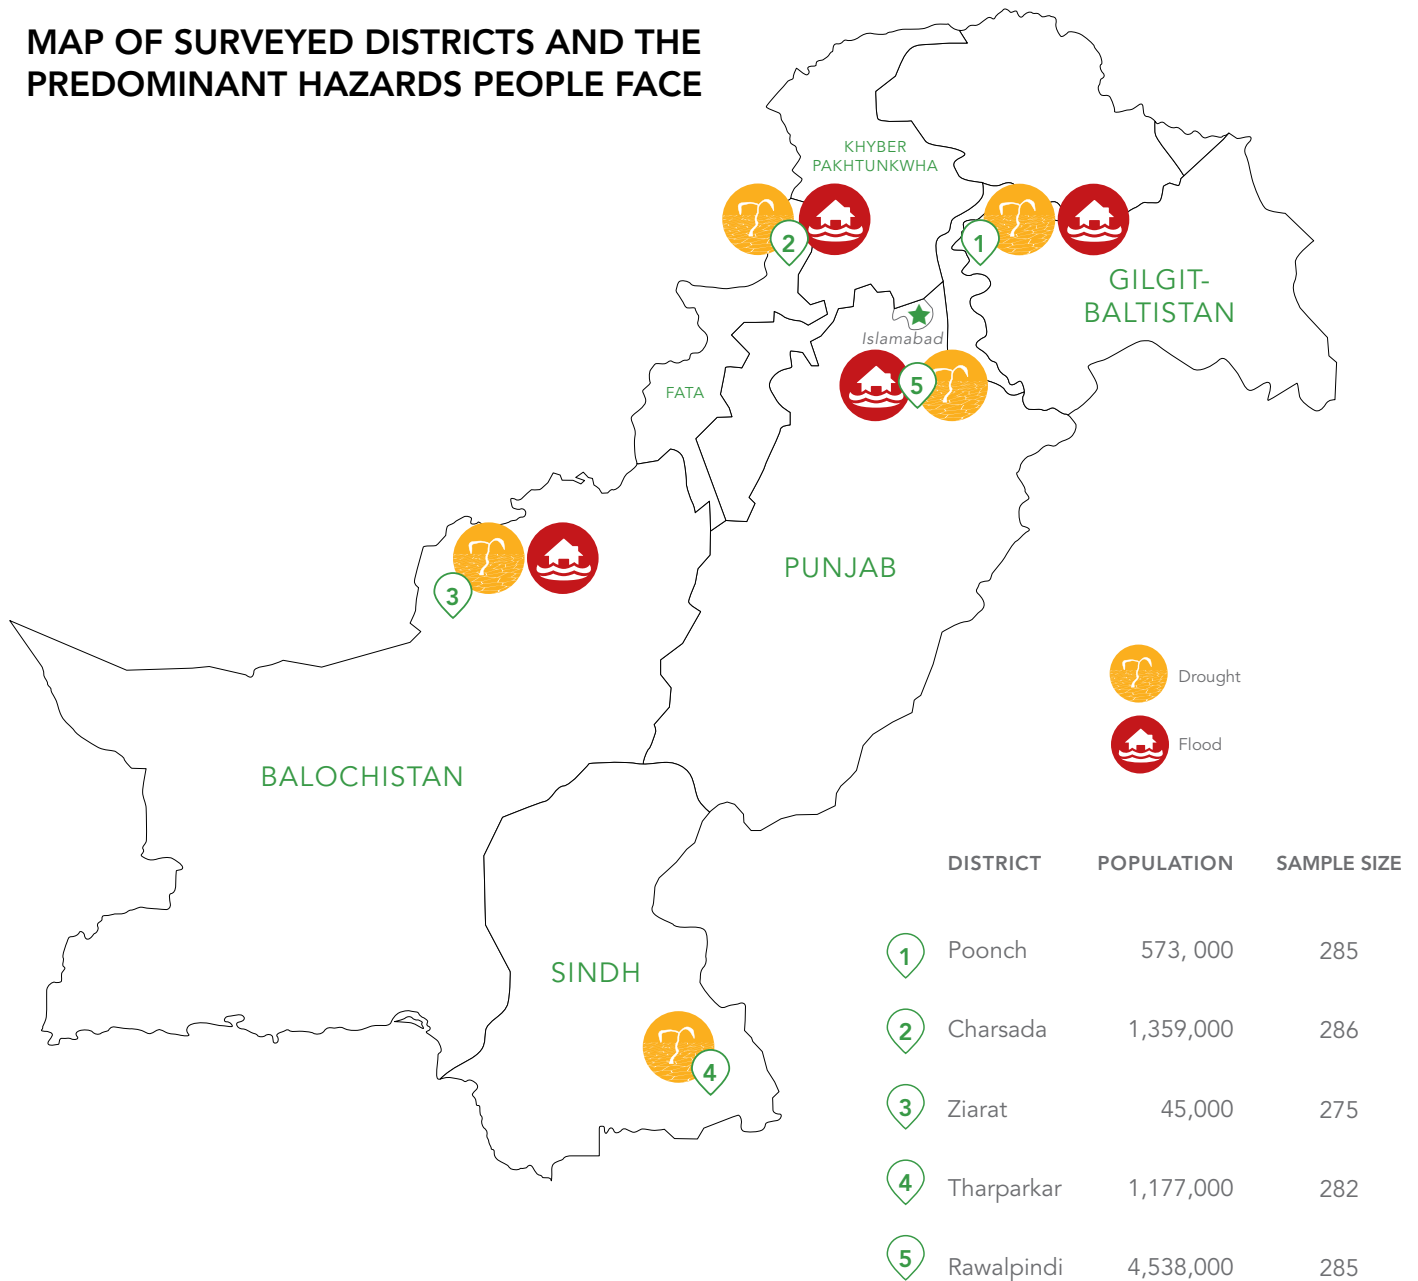 MAP OF SURVEYED DISTRICTS AND THE
PREDOMINANT HAZARDS PEOPLE FACE
KHYBER
PAKHTUNKWHA
2
1
GILGIT-
BALTISTAN
Islamabad
5
FATA
3
PUNJAB
Drought
Flood
BALOCHISTAN
SINDH
4
DISTRICT POPULATION SAMPLE SIZE
1 Poonch 573, 000 285
2 Charsada 1,359,000 286
3 Ziarat 45,000 275
4 Tharparkar 1,177,000 282
5 Rawalpindi 4,538,000 285